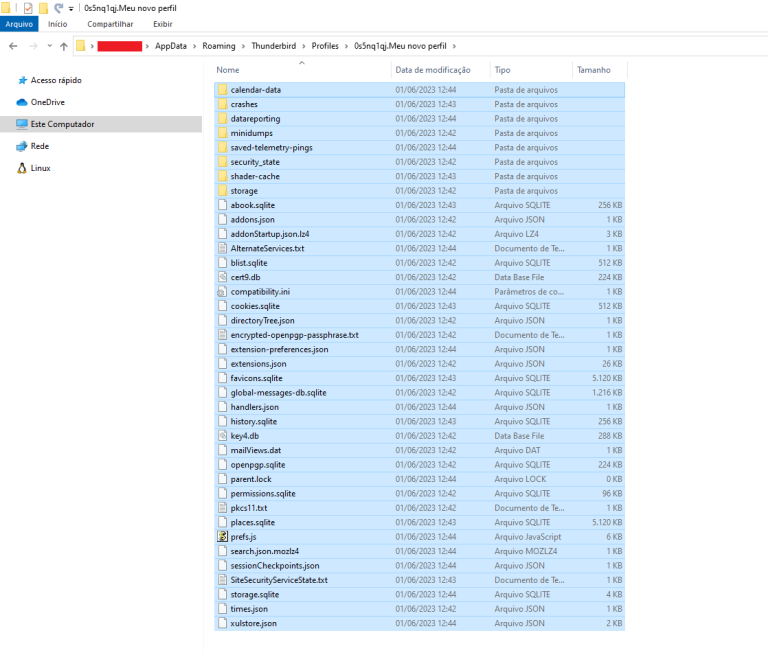 0s5nq1qj.Meu novo perfil
Arquivo Início Compartilhar Exibir
AppData Roaming Thunderbird Profiles 0s5nq1qj.Meu novo perfil
Acesso rápido
OneDrive
Este Computador
Rede
Linux
Nome Data de modificação Tipo Tamanho
calendar-data 01/06/2023 12:44 Pasta de arquivos
crashes 01/06/2023 12:43 Pasta de arquivos
datareporting 01/06/2023 12:44 Pasta de arquivos
minidumps 01/06/2023 12:42 Pasta de arquivos
saved-telemetry-pings 01/06/2023 12:44 Pasta de arquivos
security_state 01/06/2023 12:42 Pasta de arquivos
shader-cache 01/06/2023 12:43 Pasta de arquivos
storage 01/06/2023 12:42 Pasta de arquivos
abook.sqlite 01/06/2023 12:43 Arquivo SQLITE 256 KB
addons.json 01/06/2023 12:42 Arquivo JSON 1 KB
addonStartup.json.lz4 01/06/2023 12:43 Arquivo LZ4 3 KB
AlternateServices.txt 01/06/2023 12:44 Documento de Te... 1 KB
blist.sqlite 01/06/2023 12:42 Arquivo SQLITE 512 KB
cert9.db 01/06/2023 12:42 Data Base File 224 KB
compatibility.ini 01/06/2023 12:44 Parâmetros de co... 1 KB
cookies.sqlite 01/06/2023 12:43 Arquivo SQLITE 512 KB
directoryTree.json 01/06/2023 12:42 Arquivo JSON 1 KB
encrypted-openpgp-passphrase.txt 01/06/2023 12:42 Documento de Te... 1 KB
extension-preferences.json 01/06/2023 12:44 Arquivo JSON 1 KB
extensions.json 01/06/2023 12:42 Arquivo JSON 26 KB
favicons.sqlite 01/06/2023 12:43 Arquivo SQLITE 5.120 KB
global-messages-db.sqlite 01/06/2023 12:42 Arquivo SQLITE 1.216 KB
handlers.json 01/06/2023 12:44 Arquivo JSON 1 KB
history.sqlite 01/06/2023 12:43 Arquivo SQLITE 256 KB
key4.db 01/06/2023 12:42 Data Base File 288 KB
mailViews.dat 01/06/2023 12:42 Arquivo DAT 1 KB
openpgp.sqlite 01/06/2023 12:42 Arquivo SQLITE 224 KB
parent.lock 01/06/2023 12:44 Arquivo LOCK 0 KB
permissions.sqlite 01/06/2023 12:42 Arquivo SQLITE 96 KB
pkcs11.txt 01/06/2023 12:42 Documento de Te... 1 KB
places.sqlite 01/06/2023 12:43 Arquivo SQLITE 5.120 KB
prefs.js 01/06/2023 12:44 Arquivo JavaScript 6 KB
search.json.mozlz4 01/06/2023 12:44 Arquivo MOZLZ4 1 KB
sessionCheckpoints.json 01/06/2023 12:44 Arquivo JSON 1 KB
SiteSecurityServiceState.txt 01/06/2023 12:43 Documento de Te... 1 KB
storage.sqlite 01/06/2023 12:44 Arquivo SQLITE 4 KB
times.json 01/06/2023 12:42 Arquivo JSON 1 KB
xulstore.json 01/06/2023 12:44 Arquivo JSON 2 KB